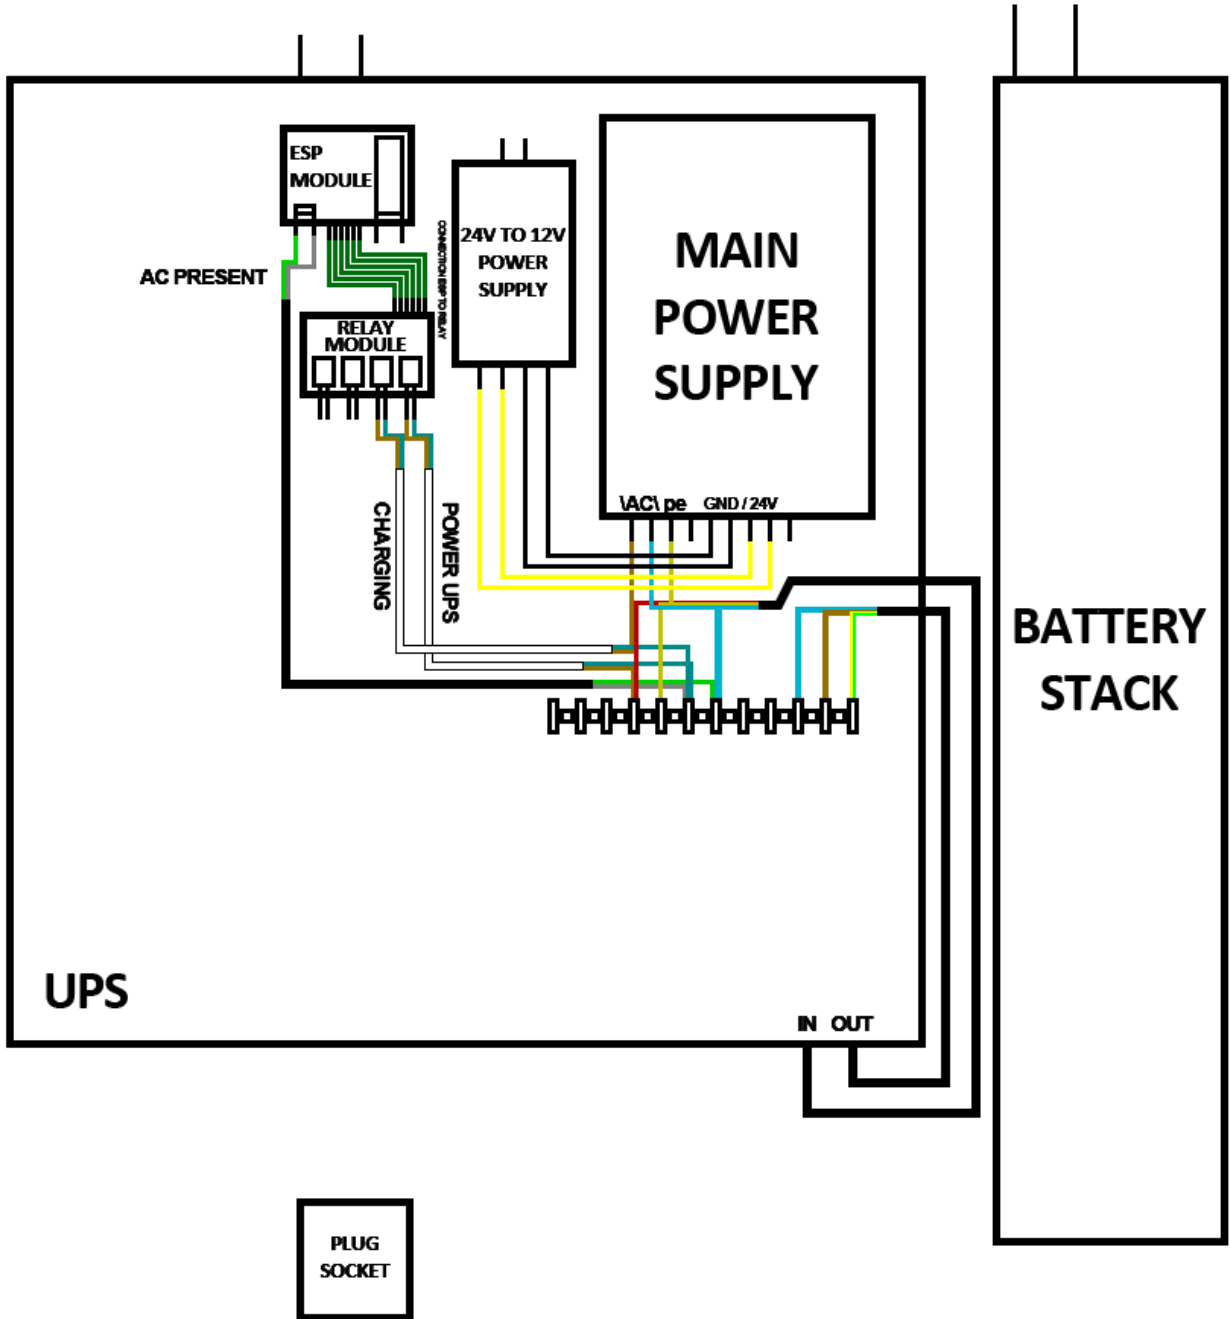 ESP
MODULE
AC PRESENT
CONNECTION ESP TO RELAY
RELAY
MODULE
24V TO 12V
POWER
SUPPLY
MAIN
POWER
SUPPLY
\AC\ pe GND / 24V
CHARGING
POWER UPS
BATTERY
STACK
UPS
IN OUT
PLUG
SOCKET